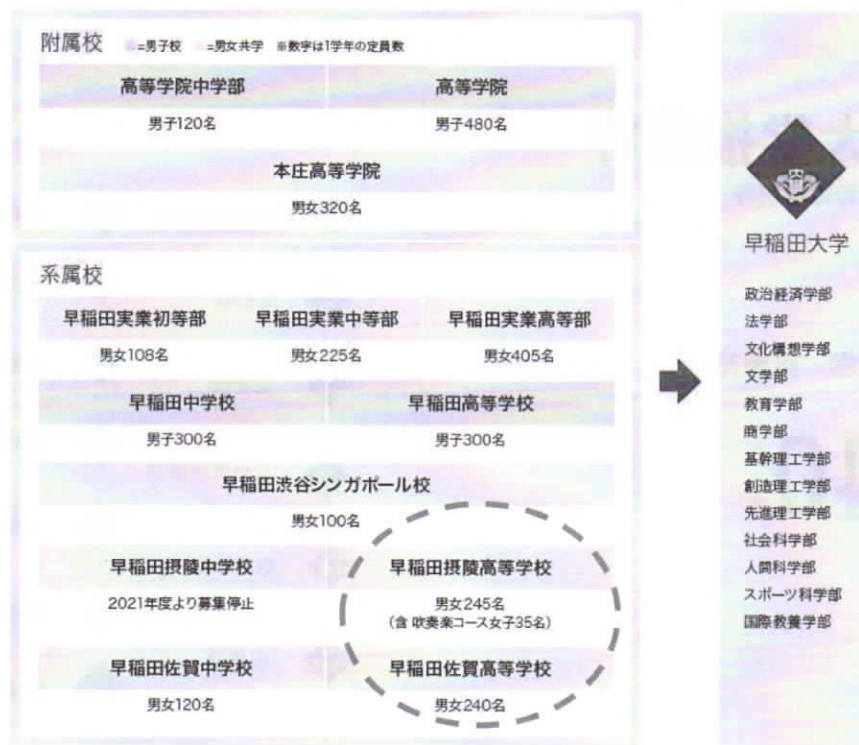 附属校 =男子校 =男女共学 ※数字は1学年の定員数
高等学院中学部 高等学院
男子120名 男子480名
本庄高等学院
男女320名
系属校
早稲田実業初等部 早稲田実業中等部 早稲田実業高等部
男女108名 男女225名 男女405名
早稲田中学校 早稲田高等学校
男子300名 男子300名
早稲田渋谷シンガポール校
男女100名
早稲田摂陵中学校 早稲田摂陵高等学校
2021年度より募集停止 男女245名
(含 吹奏楽コース女子35名)
早稲田佐賀中学校 早稲田佐賀高等学校
男女120名 男女240名
早稲田大学
政治経済学部
法学部
文化構想学部
文学部
教育学部
商学部
基幹理工学部
創造理工学部
先進理工学部
社会科学部
人間科学部
スポーツ科学部
国際教養学部